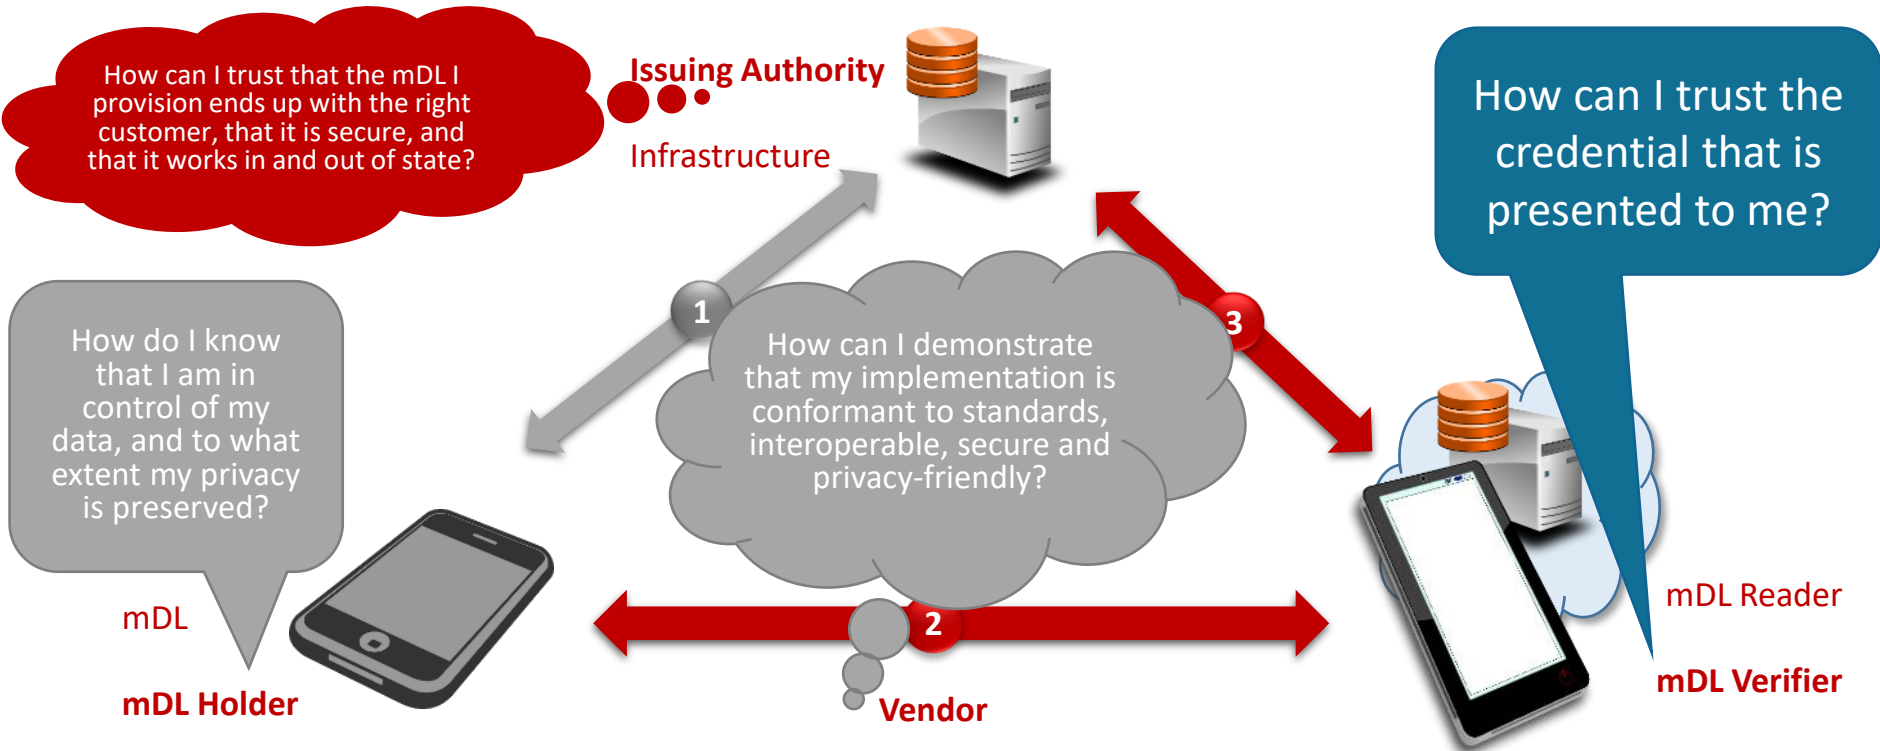 How can I trust that the mDL I
provision ends up with the right
customer, that it is secure, and
that it works in and out of state?
Issuing Authority
Infrastructure
How can I trust the
credential that is
presented to me?
1
3
How do I know
that I am in
control of my
data, and to what
extent my privacy
is preserved?
How can I demonstrate
that my implementation is
conformant to standards,
interoperable, secure and
privacy-friendly?
mDL
mDL Holder
2
Vendor
mDL Reader
mDL Verifier